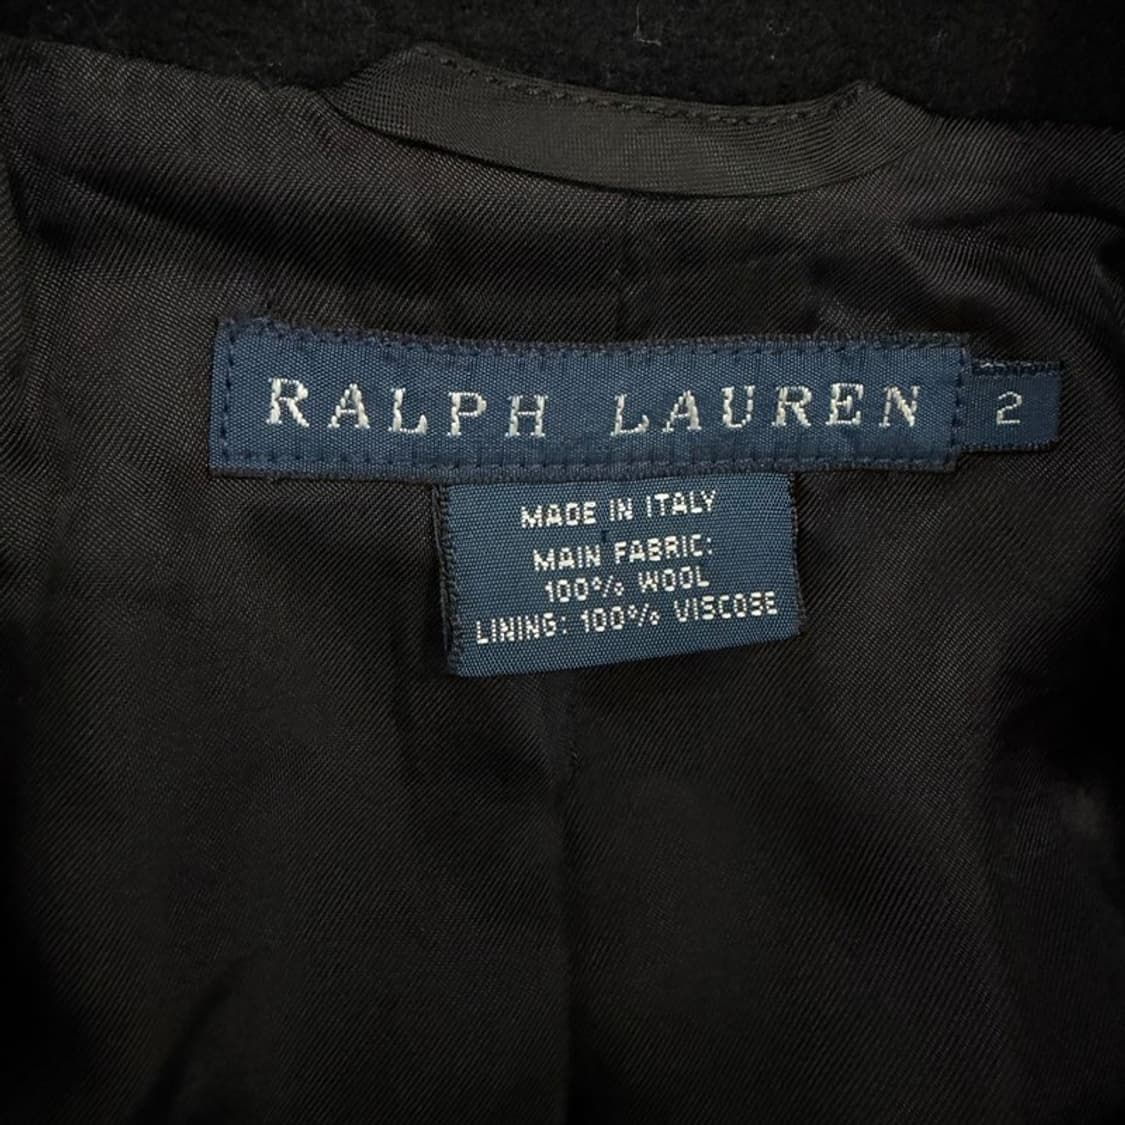 RALPH LAUREN 2
MADE IN ITALY
MAIN FABRIC:
100% WOOL
LINING: 100% VISCOSE